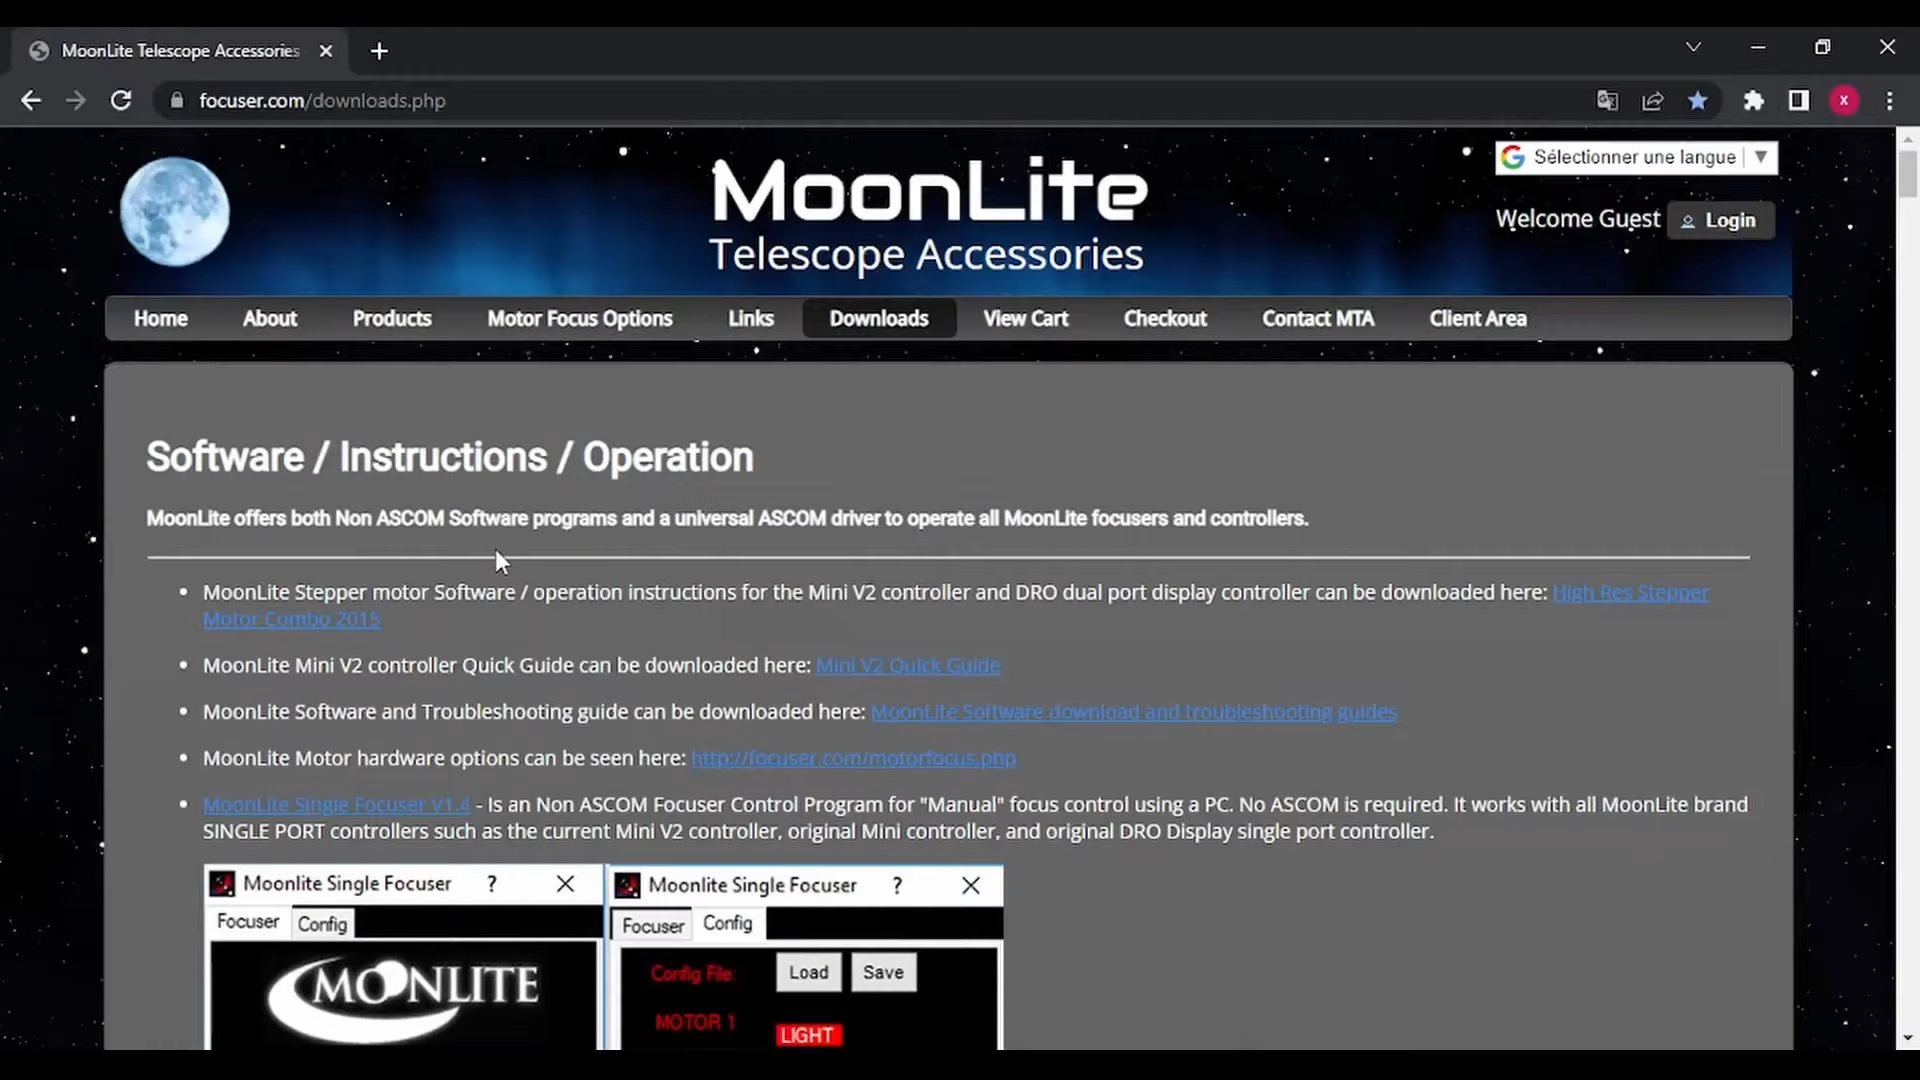 MoonLite Telescope Accessories
focuser.com/downloads.php
x
MoonLite
Telescope Accessories
Sélectionner une langue
Welcome Guest
Login
Home About Products Motor Focus Options Links Downloads View Cart Checkout Contact MTA Client Area
Software / Instructions / Operation
MoonLite offers both Non ASCOM Software programs and a universal ASCOM driver to operate all MoonLite focusers and controllers.
• MoonLite Stepper motor Software / operation instructions for the Mini V2 controller and DRO dual port display controller can be downloaded here: High Res Stepper
Motor Combo 2015
• MoonLite Mini V2 controller Quick Guide can be downloaded here: Mini V2 Quick Guide
• MoonLite Software and Troubleshooting guide can be downloaded here: MoonLite Software download and troubleshooting guides
• MoonLite Motor hardware options can be seen here: http://focuser.com/motorfocus.php
• MoonLite Single Focuser V1.4 - Is an Non ASCOM Focuser Control Program for "Manual" focus control using a PC. No ASCOM is required. It works with all MoonLite brand
SINGLE PORT controllers such as the current Mini V2 controller, original Mini controller, and original DRO Display single port controller.
Moonlite Single Focuser ?
Focuser Config
MOONLITE
Moonlite Single Focuser ?
Focuser Config
Config File: Load Save
MOTOR 1
LIGHT